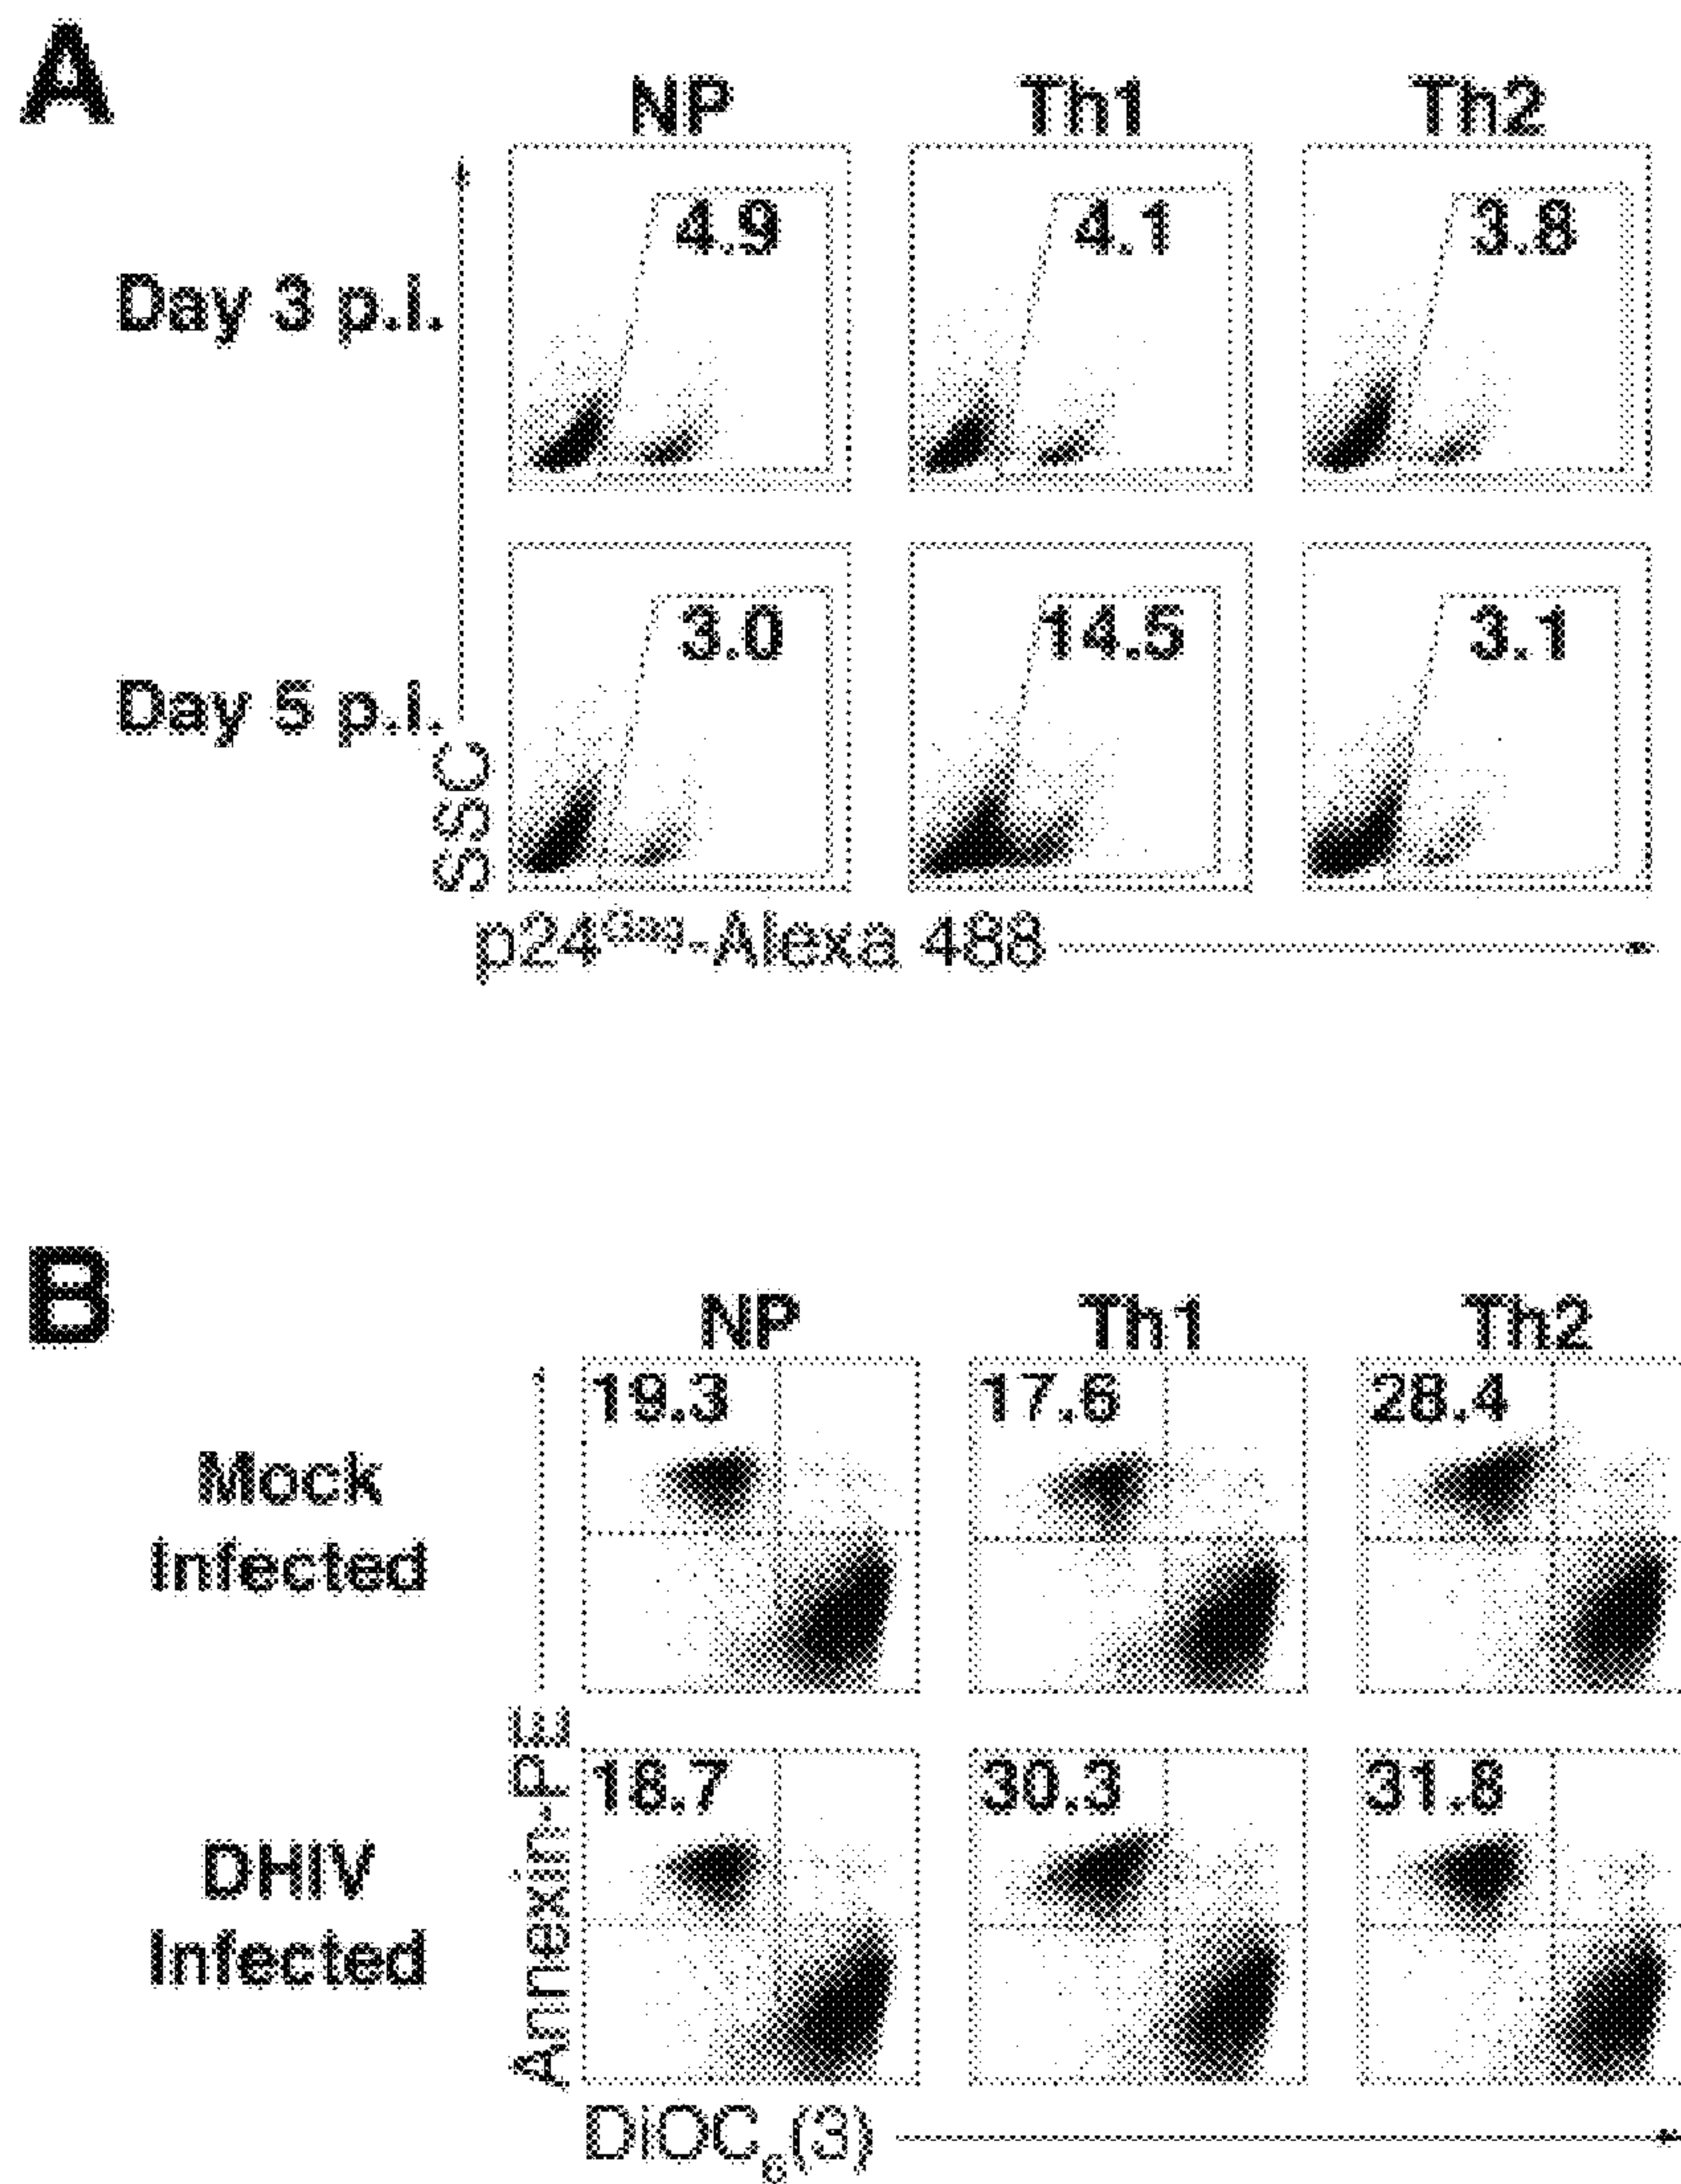 A
NP Th1 Th2
Day 3 p.i.
4.9 4.1 3.8
Day 5 p.i.
3.0 14.5 3.1
SSC
p24Gag-Alexa 488
B
NP Th1 Th2
Mock
Infected
19.3 17.6 28.4
DHIV
Infected
18.7 30.3 31.8
Annexin-PE
DiOC6(3)